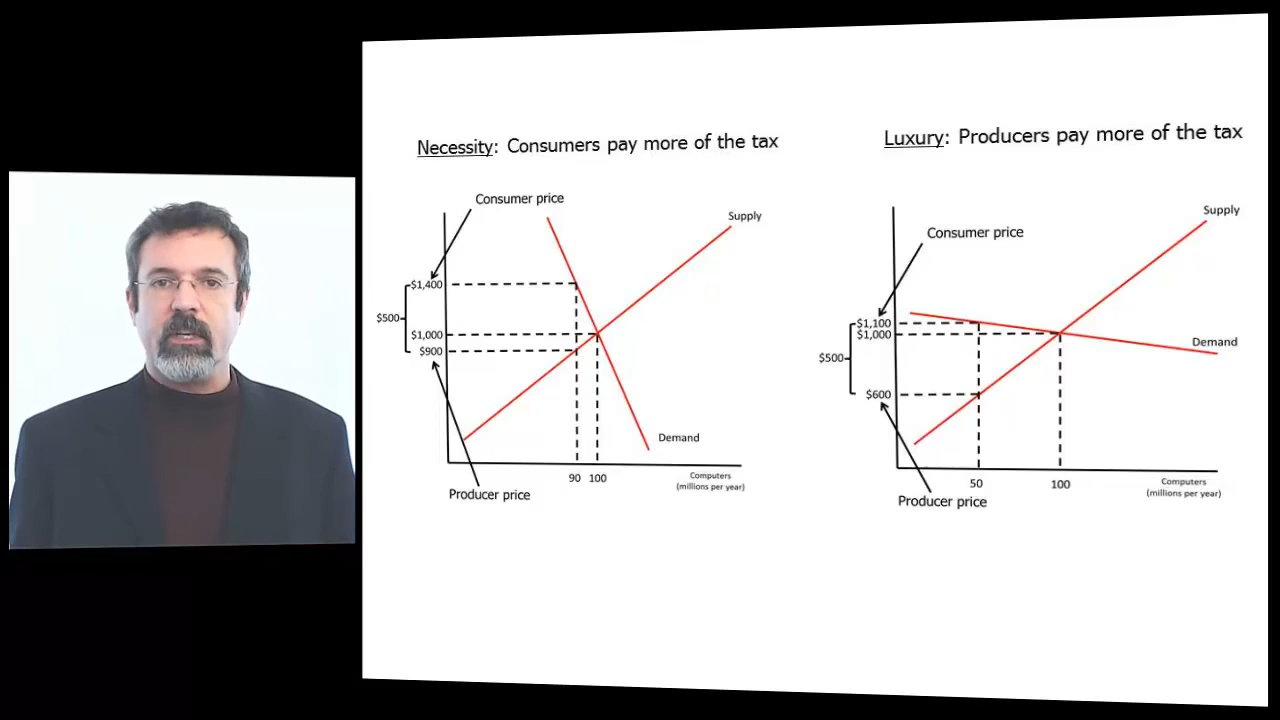 Necessity: Consumers pay more of the tax
Consumer price
Supply
$1,400
$500
$1,000
$900
Demand
90 100
Computers
(millions per year)
Producer price
Luxury: Producers pay more of the tax
Supply
Consumer price
$1,100
$1,000
Demand
$500
$600
50
100
Computers
(millions per year)
Producer price